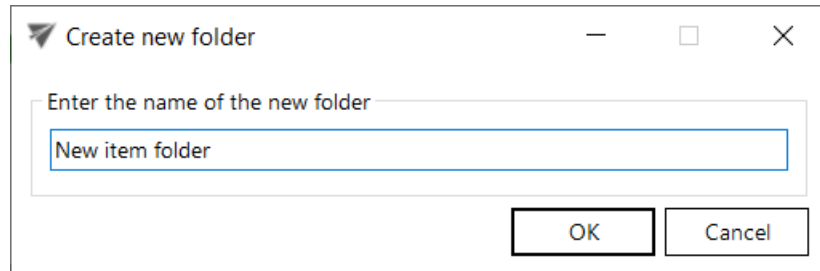 Create new folder
Enter the name of the new folder
New item folder
OK Cancel